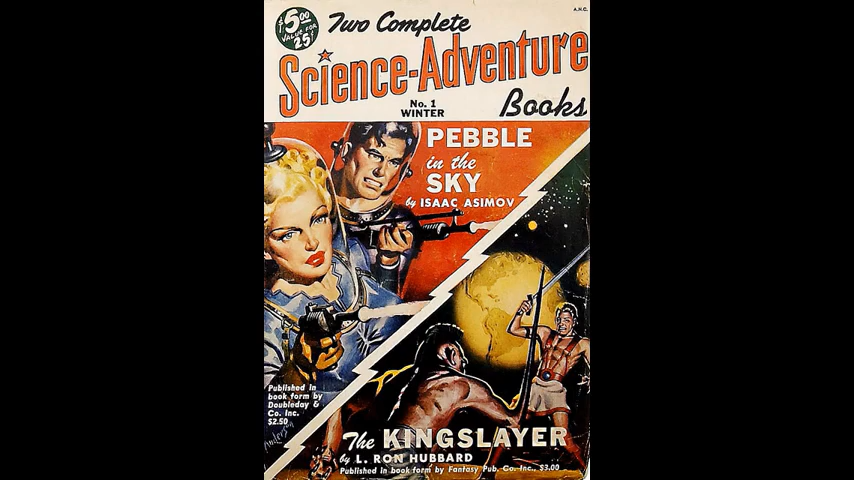 A.N.C.
$5.00
VALUE FOR
25¢
Two Complete
Science-Adventure
Books
No. 1
WINTER
PEBBLE
in the
SKY
by ISAAC ASIMOV
Published in
book form by
Doubleday &
Co. Inc.
$2.50
The KINGSLAYER
by L. RON HUBBARD
Published in book form by Fantasy Pub. Co. Inc., $3.00